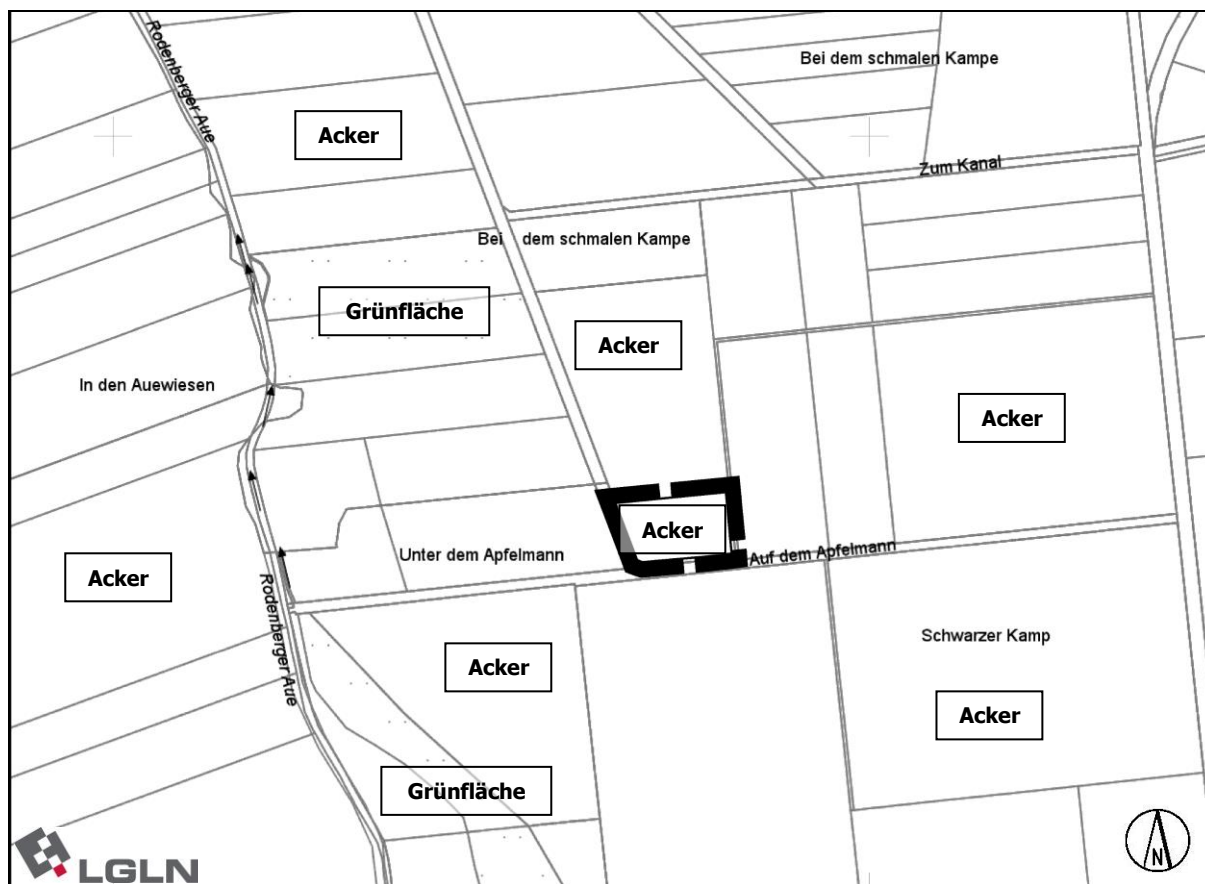 Rodenberger Aue
Bei dem schmalen Kampe
Acker
Zum Kanal
Bei dem schmalen Kampe
Grünfläche
Acker
In den Auewiesen
Acker
Acker
Unter dem Apfelmann
Auf dem Apfelmann
Acker
Rodenberger Aue
Schwarzer Kamp
Acker
Acker
Grünfläche
LGLN
N